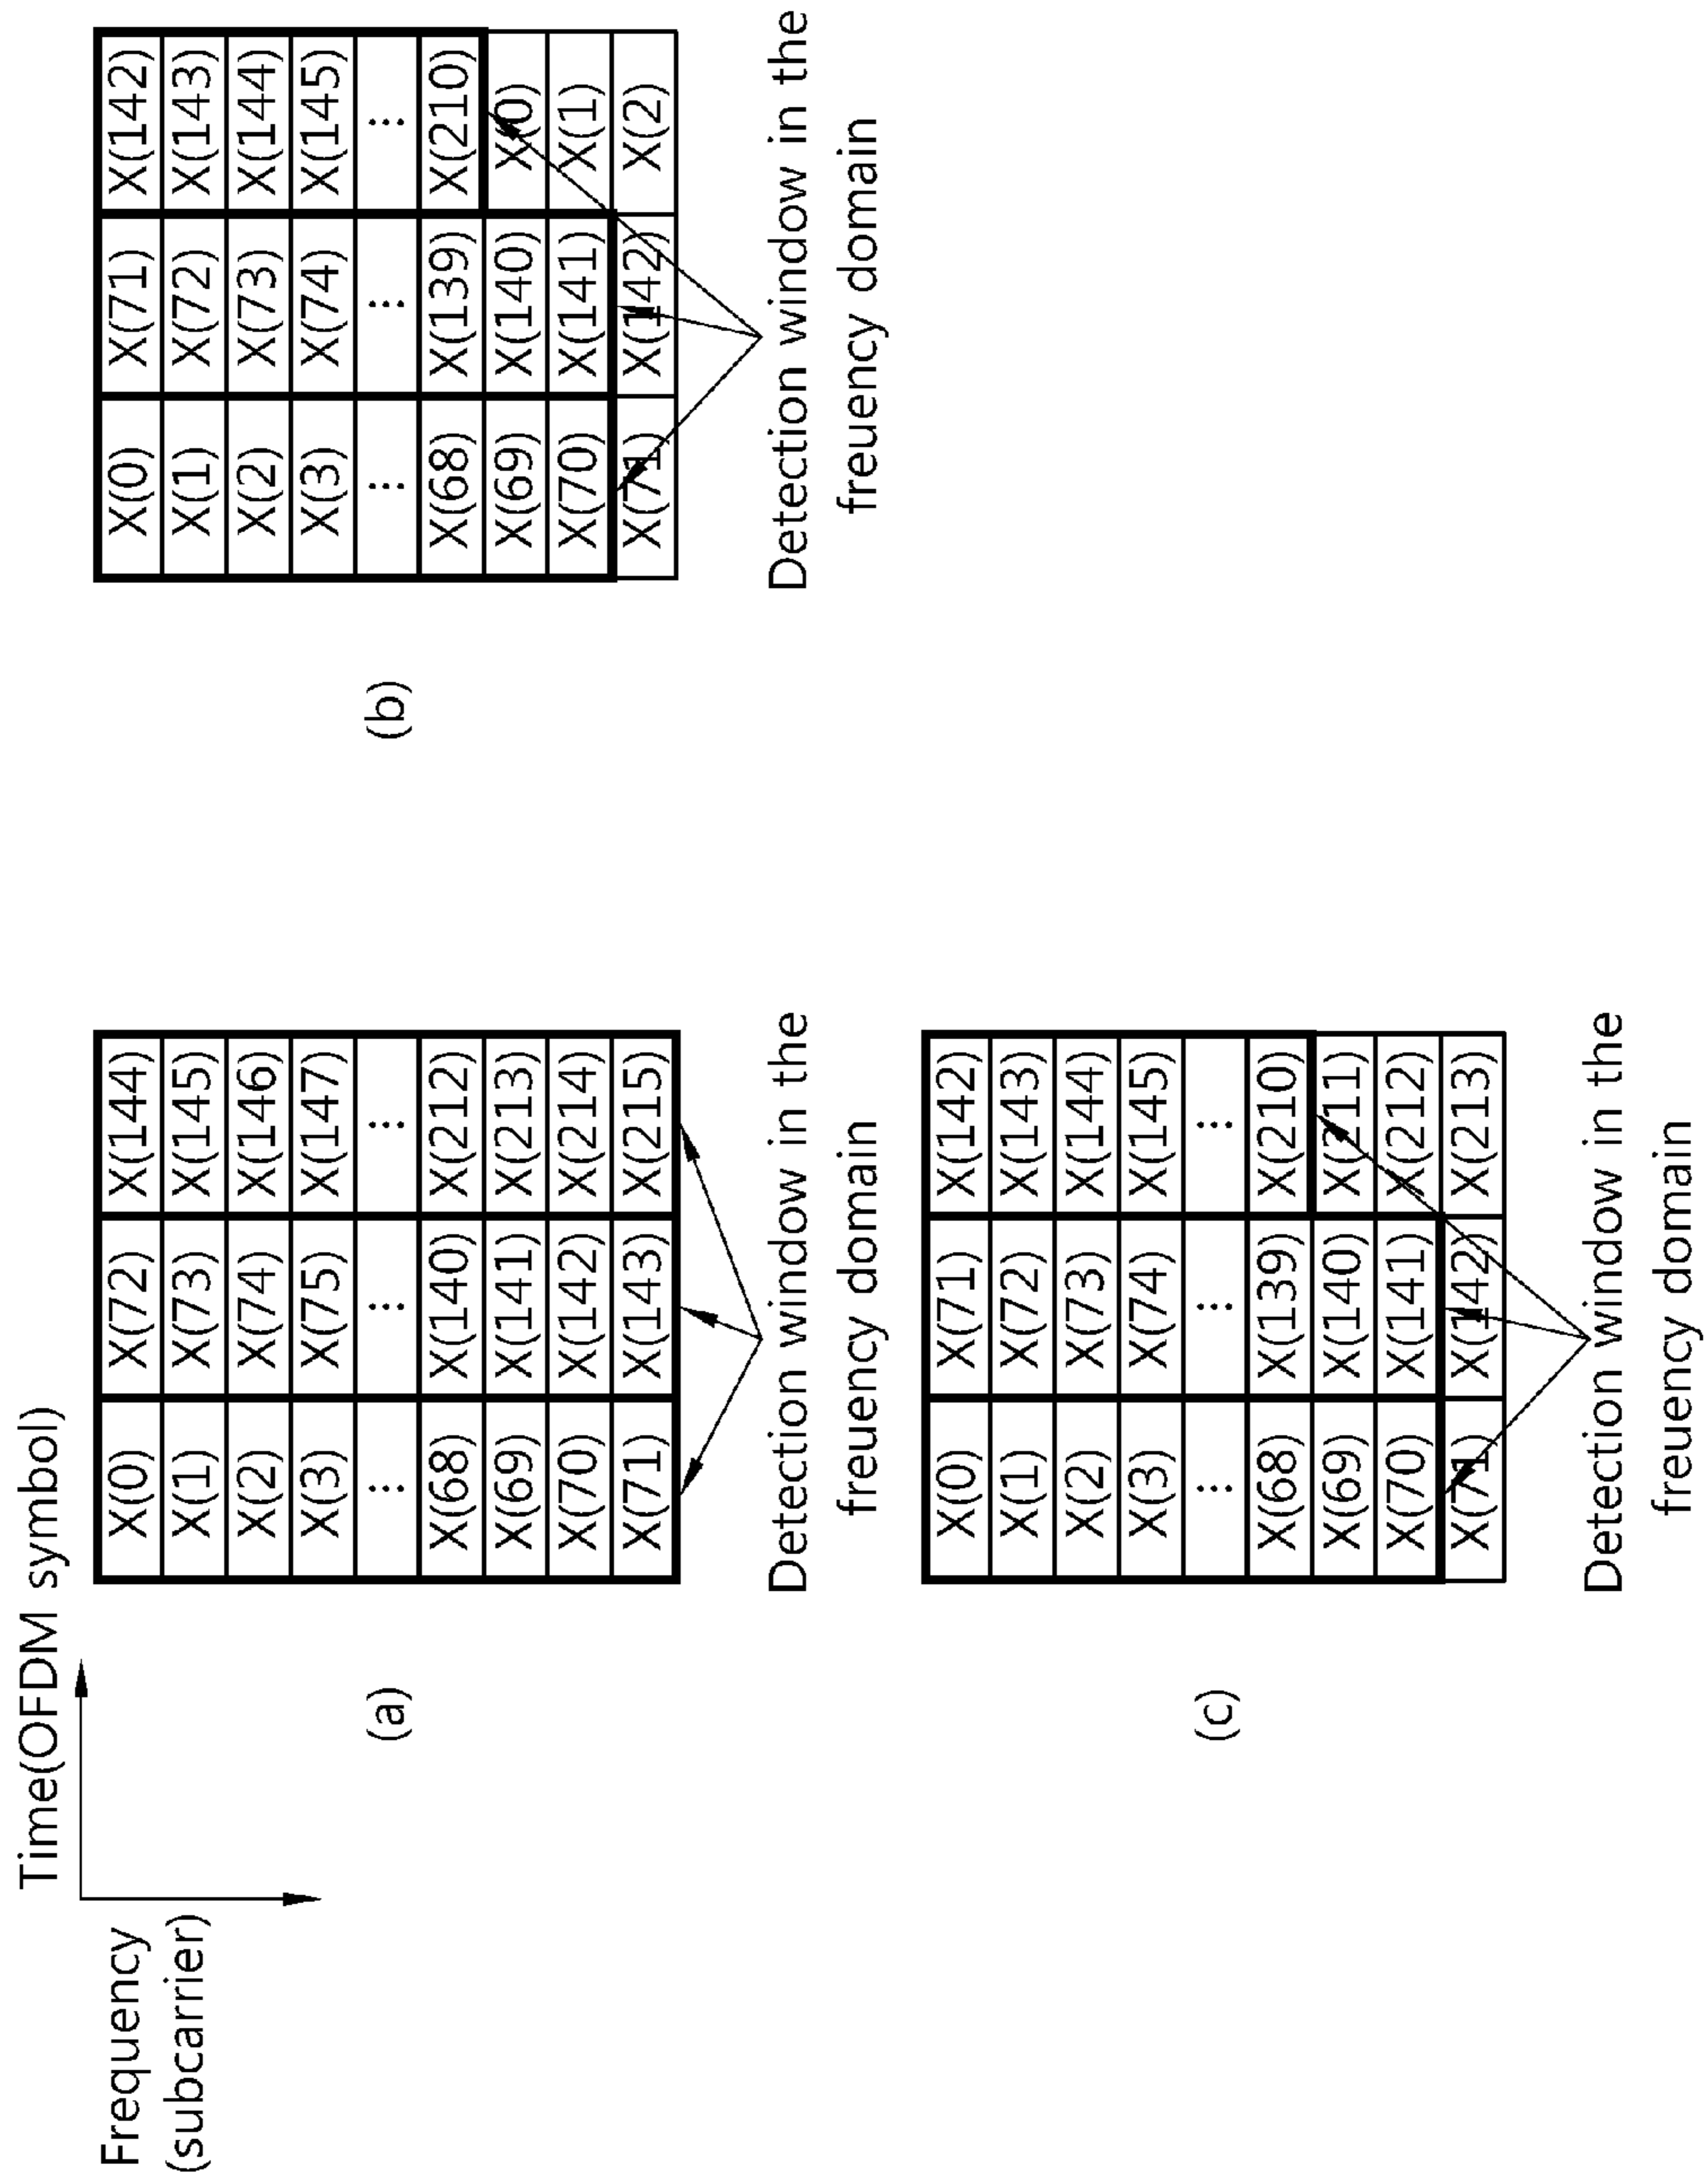 Time(OFDM symbol)
Frequency
(subcarrier)
(a)
X(0) X(72) X(144)
X(1) X(73) X(145)
X(2) X(74) X(146)
X(3) X(75) X(147)
... ... ...
X(68) X(140) X(212)
X(69) X(141) X(213)
X(70) X(142) X(214)
X(71) X(143) X(215)
Detection window in the
freuency domain
(b)
X(0) X(71) X(142)
X(1) X(72) X(143)
X(2) X(73) X(144)
X(3) X(74) X(145)
... ... ...
X(68) X(139) X(210)
X(69) X(140) X(0)
X(70) X(141) X(1)
X(71) X(142) X(2)
Detection window in the
freuency domain
(c)
X(0) X(71) X(142)
X(1) X(72) X(143)
X(2) X(73) X(144)
X(3) X(74) X(145)
... ... ...
X(68) X(139) X(210)
X(69) X(140) X(211)
X(70) X(141) X(212)
X(71) X(142) X(213)
Detection window in the
freuency domain